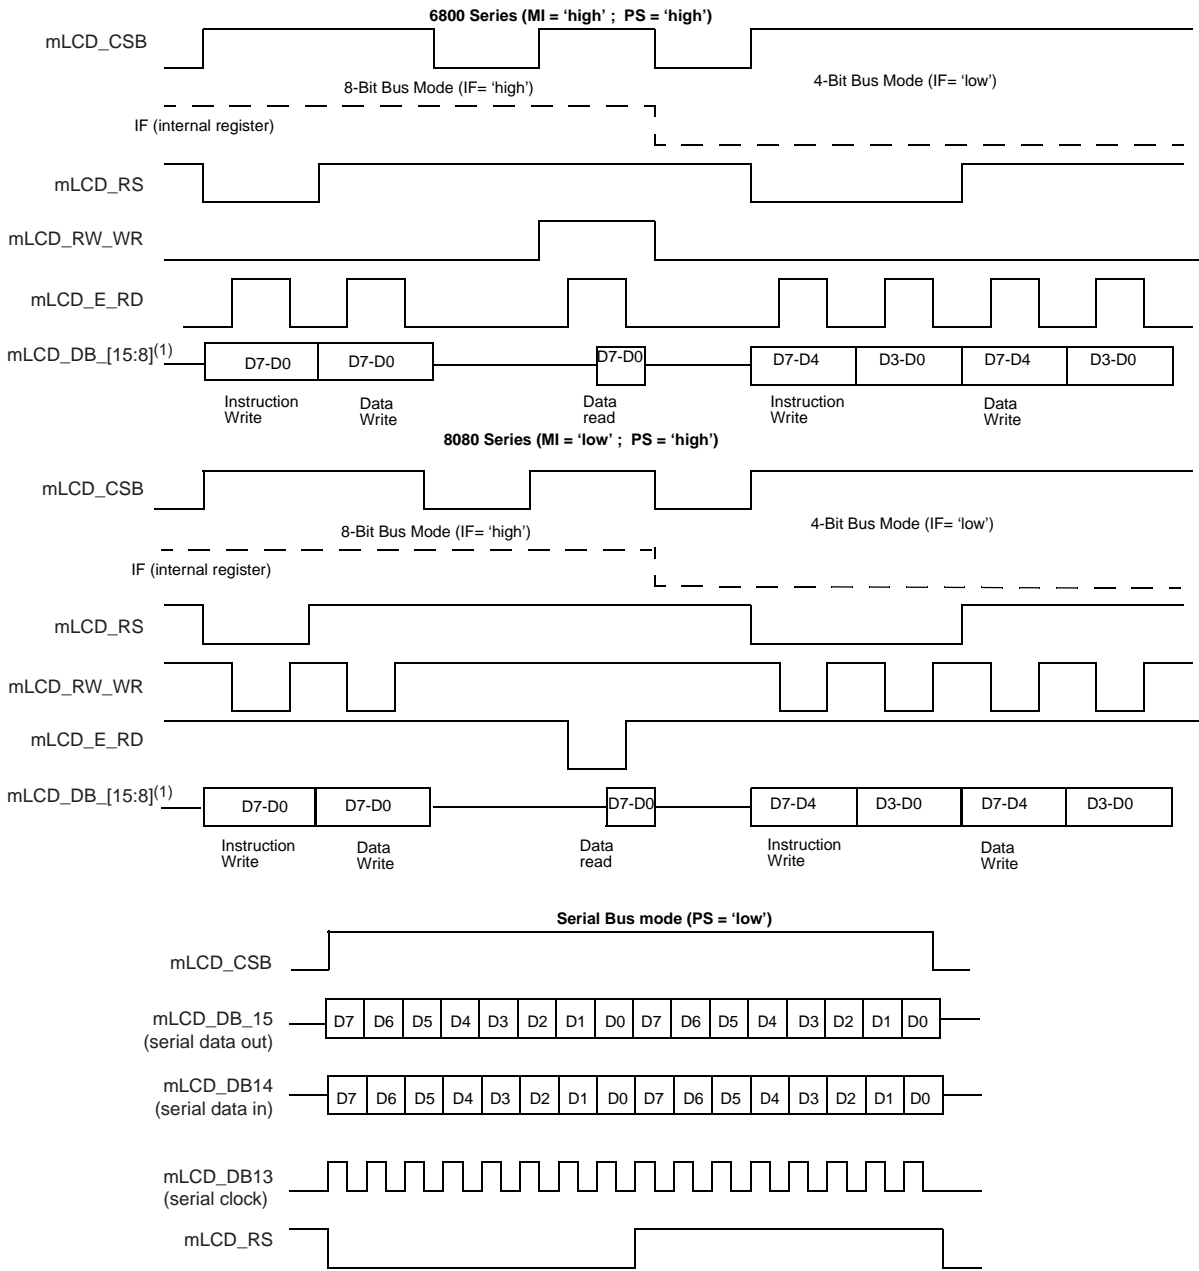 6800 Series (MI = ‘high’ ; PS = ‘high’)
mLCD_CSB
8-Bit Bus Mode (IF= ‘high’)
4-Bit Bus Mode (IF= ‘low’)
IF (internal register)
mLCD_RS
mLCD_RW_WR
mLCD_E_RD
mLCD_DB_[15:8](1)
D7-D0 D7-D0 D7-D0 D7-D4 D3-D0 D7-D4 D3-D0
Instruction Write
Data Write
Data read
Instruction Write
Data Write
8080 Series (MI = ‘low’ ; PS = ‘high’)
mLCD_CSB
8-Bit Bus Mode (IF= ‘high’)
4-Bit Bus Mode (IF= ‘low’)
IF (internal register)
mLCD_RS
mLCD_RW_WR
mLCD_E_RD
mLCD_DB_[15:8](1)
D7-D0 D7-D0 D7-D0 D7-D4 D3-D0 D7-D4 D3-D0
Instruction Write
Data Write
Data read
Instruction Write
Data Write
Serial Bus mode (PS = ‘low’)
mLCD_CSB
mLCD_DB_15
(serial data out)
D7 D6 D5 D4 D3 D2 D1 D0 D7 D6 D5 D4 D3 D2 D1 D0
mLCD_DB14
(serial data in)
D7 D6 D5 D4 D3 D2 D1 D0 D7 D6 D5 D4 D3 D2 D1 D0
mLCD_DB13
(serial clock)
mLCD_RS